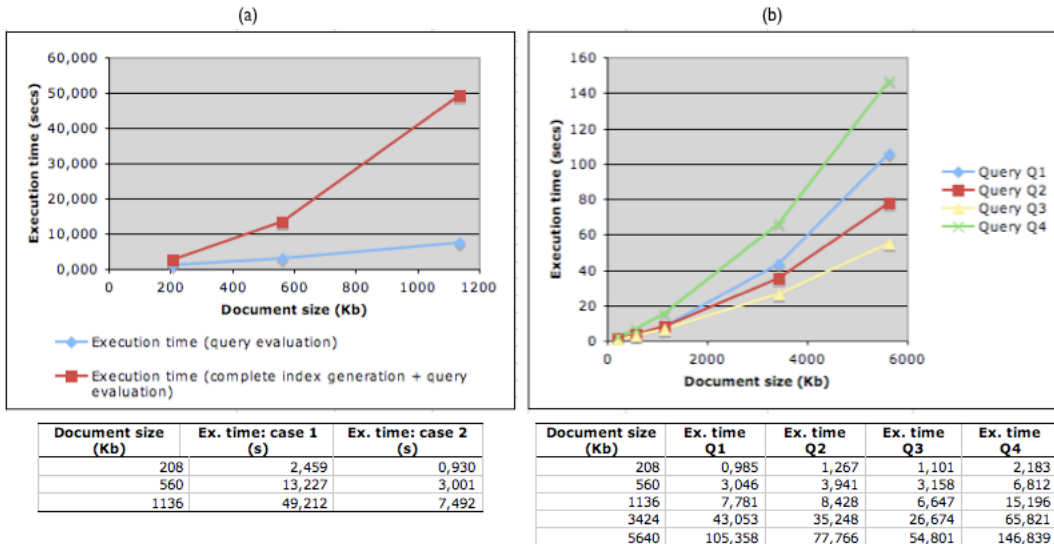 (a)
(b)
60,000
50,000
40,000
30,000
20,000
10,000
0,000
Execution time (secs)
0 200 400 600 800 1000 1200
Document size (Kb)
Execution time (query evaluation)
Execution time (complete index generation + query
evaluation)
160
140
120
100
80
60
40
20
0
Execution time (secs)
0 2000 4000 6000
Document size (Kb)
Query Q1
Query Q2
Query Q3
Query Q4
Document size (Kb) Ex. time: case 1 (s) Ex. time: case 2 (s)
208 2,459 0,930
560 13,227 3,001
1136 49,212 7,492
Document size (Kb) Ex. time Q1 Ex. time Q2 Ex. time Q3 Ex. time Q4
208 0,985 1,267 1,101 2,183
560 3,046 3,941 3,158 6,812
1136 7,781 8,428 6,647 15,196
3424 43,053 35,248 26,674 65,821
5640 105,358 77,766 54,801 146,839